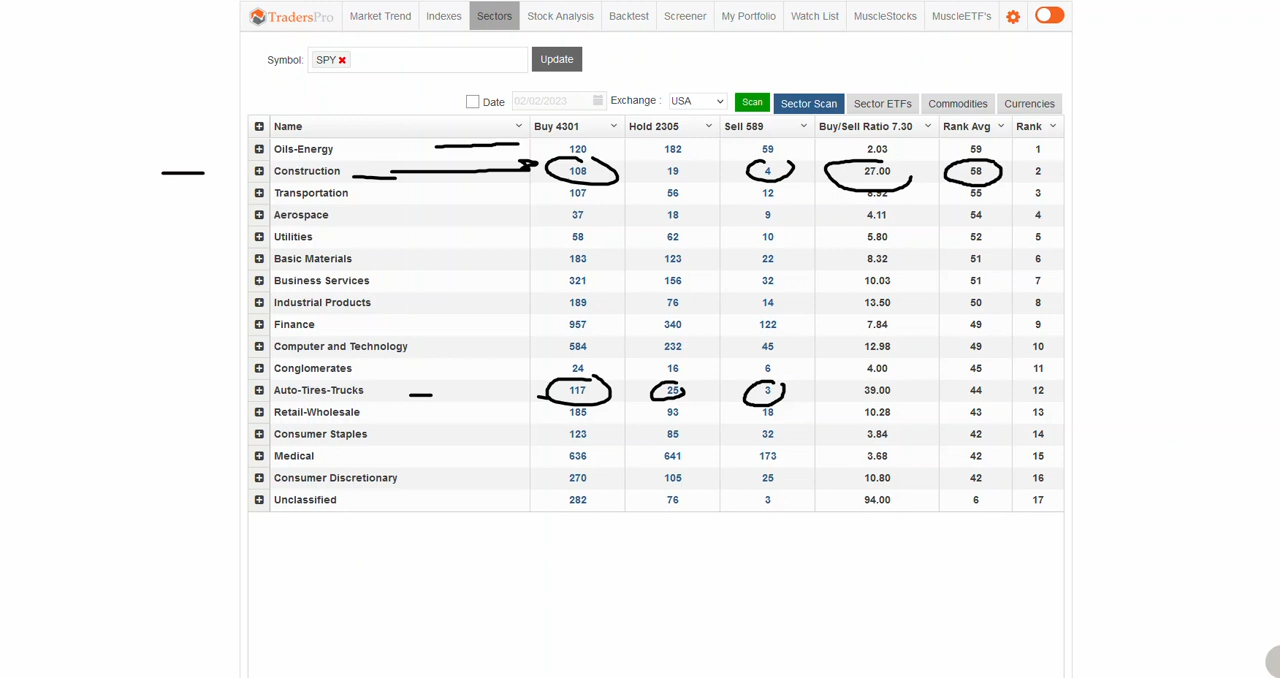 TradersPro Market Trend Indexes Sectors Stock Analysis Backtest Screener My Portfolio Watch List MuscleStocks MuscleETF's
Symbol: SPY Update
Date 02/02/2023 Exchange : USA Scan Sector Scan Sector ETFs Commodities Currencies
Name Buy 4301 Hold 2305 Sell 589 Buy/Sell Ratio 7.30 Rank Avg Rank
Oils-Energy 120 182 59 2.03 59 1
Construction 108 19 4 27.00 58 2
Transportation 107 56 12 8.92 55 3
Aerospace 37 18 9 4.11 54 4
Utilities 58 62 10 5.80 52 5
Basic Materials 183 123 22 8.32 51 6
Business Services 321 156 32 10.03 51 7
Industrial Products 189 76 14 13.50 50 8
Finance 957 340 122 7.84 49 9
Computer and Technology 584 232 45 12.98 49 10
Conglomerates 24 16 6 4.00 45 11
Auto-Tires-Trucks 117 25 3 39.00 44 12
Retail-Wholesale 185 93 18 10.28 43 13
Consumer Staples 123 85 32 3.84 42 14
Medical 636 641 173 3.68 42 15
Consumer Discretionary 270 105 25 10.80 42 16
Unclassified 282 76 3 94.00 6 17